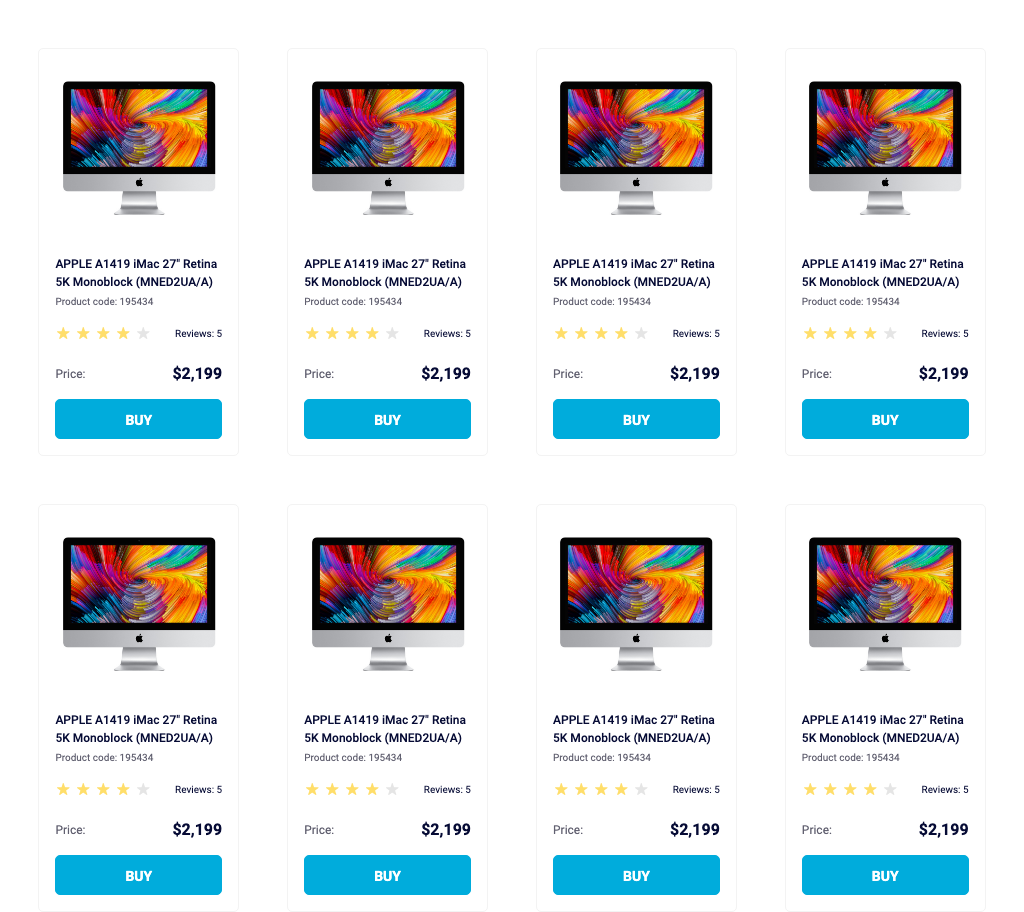 APPLE A1419 iMac 27" Retina
5K Monoblock (MNED2UA/A)
Product code: 195434
Reviews: 5
Price: $2,199
BUY
APPLE A1419 iMac 27" Retina
5K Monoblock (MNED2UA/A)
Product code: 195434
Reviews: 5
Price: $2,199
BUY
APPLE A1419 iMac 27" Retina
5K Monoblock (MNED2UA/A)
Product code: 195434
Reviews: 5
Price: $2,199
BUY
APPLE A1419 iMac 27" Retina
5K Monoblock (MNED2UA/A)
Product code: 195434
Reviews: 5
Price: $2,199
BUY
APPLE A1419 iMac 27" Retina
5K Monoblock (MNED2UA/A)
Product code: 195434
Reviews: 5
Price: $2,199
BUY
APPLE A1419 iMac 27" Retina
5K Monoblock (MNED2UA/A)
Product code: 195434
Reviews: 5
Price: $2,199
BUY
APPLE A1419 iMac 27" Retina
5K Monoblock (MNED2UA/A)
Product code: 195434
Reviews: 5
Price: $2,199
BUY
APPLE A1419 iMac 27" Retina
5K Monoblock (MNED2UA/A)
Product code: 195434
Reviews: 5
Price: $2,199
BUY